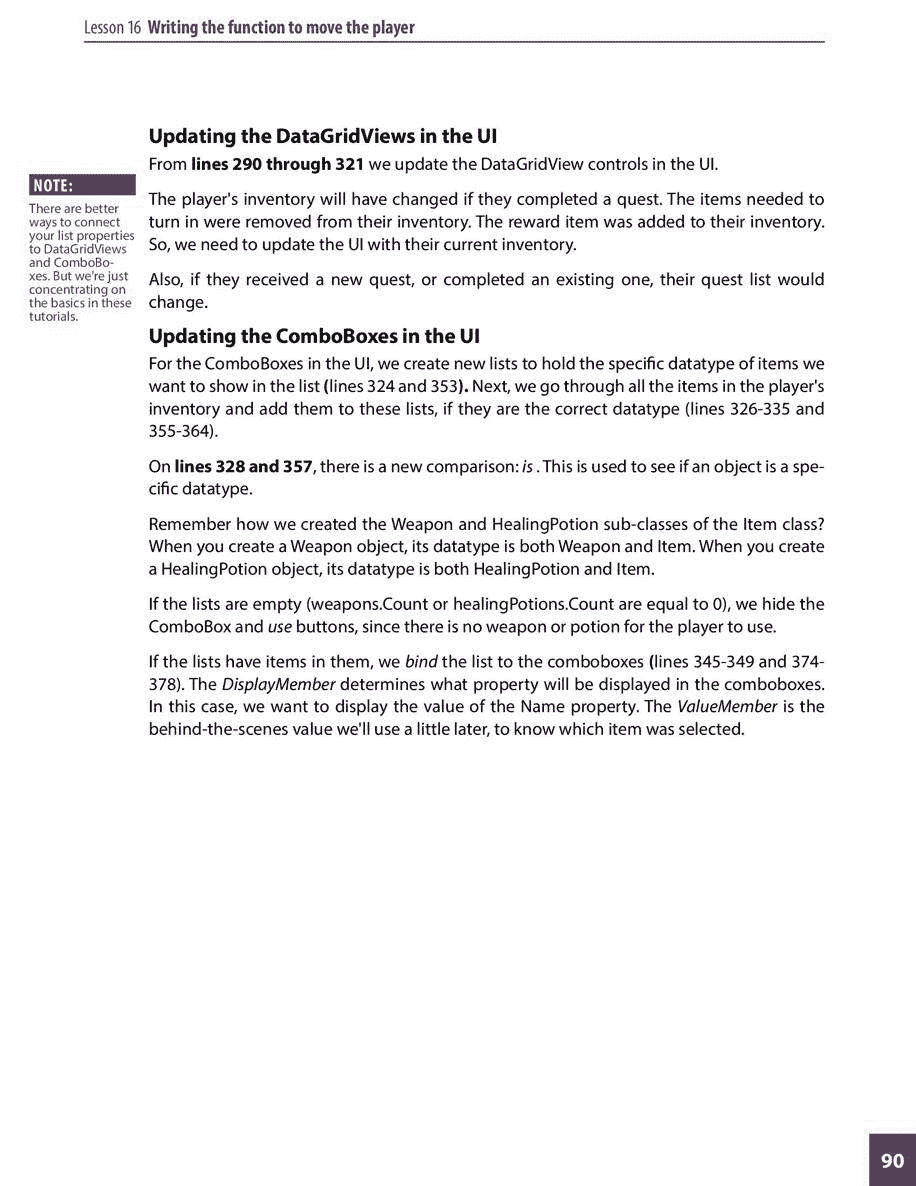 Lesson 16 Writing the function to move the player
Updating the DataGridViews in the UI
From lines 290 through 321 we update the DataGridView controls in the UI.
NOTE:
There are better
ways to connect
your list properties
to DataGridViews
and ComboBo-
xes. But we're just
concentrating on
the basics in these
tutorials.
The player's inventory will have changed if they completed a quest. The items needed to
turn in were removed from their inventory. The reward item was added to their inventory.
So, we need to update the UI with their current inventory.
Also, if they received a new quest, or completed an existing one, their quest list would
change.
Updating the ComboBoxes in the UI
For the ComboBoxes in the UI, we create new lists to hold the specific datatype of items we
want to show in the list (lines 324 and 353). Next, we go through all the items in the player's
inventory and add them to these lists, if they are the correct datatype (lines 326-335 and
355-364).
On lines 328 and 357, there is a new comparison: is . This is used to see if an object is a spe-
cific datatype.
Remember how we created the Weapon and HealingPotion sub-classes of the Item class?
When you create a Weapon object, its datatype is both Weapon and Item. When you create
a HealingPotion object, its datatype is both HealingPotion and Item.
If the lists are empty (weapons.Count or healingPotions.Count are equal to 0), we hide the
ComboBox and use buttons, since there is no weapon or potion for the player to use.
If the lists have items in them, we bind the list to the comboboxes (lines 345-349 and 374-
378). The DisplayMember determines what property will be displayed in the comboboxes.
In this case, we want to display the value of the Name property. The ValueMember is the
behind-the-scenes value we'll use a little later, to know which item was selected.
90